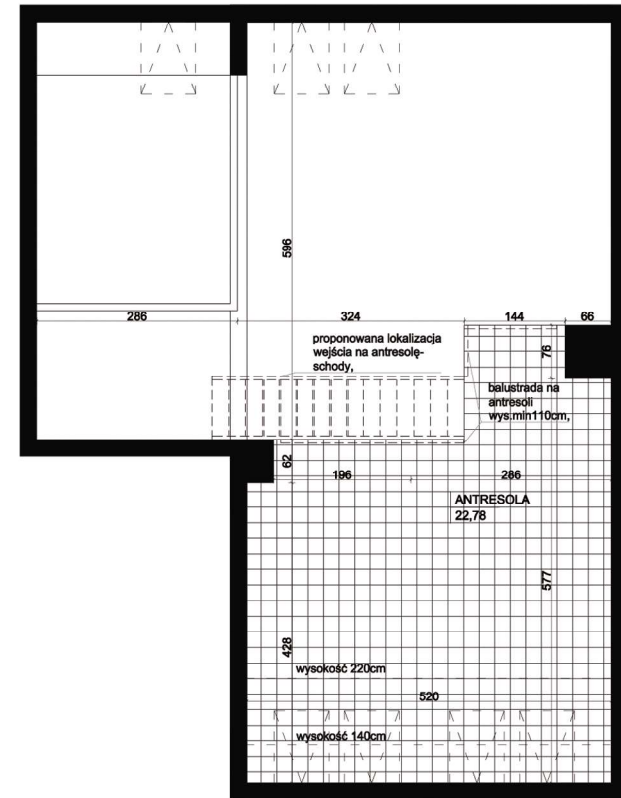 596
286
324
144
66
proponowana lokalizacja
wejścia na antresolę-
schody,
76
balustrada na
antresoli
wys.min110cm,
62
196
286
ANTRESOLA
22,78
577
428
wysokość 220cm
520
wysokość 140cm